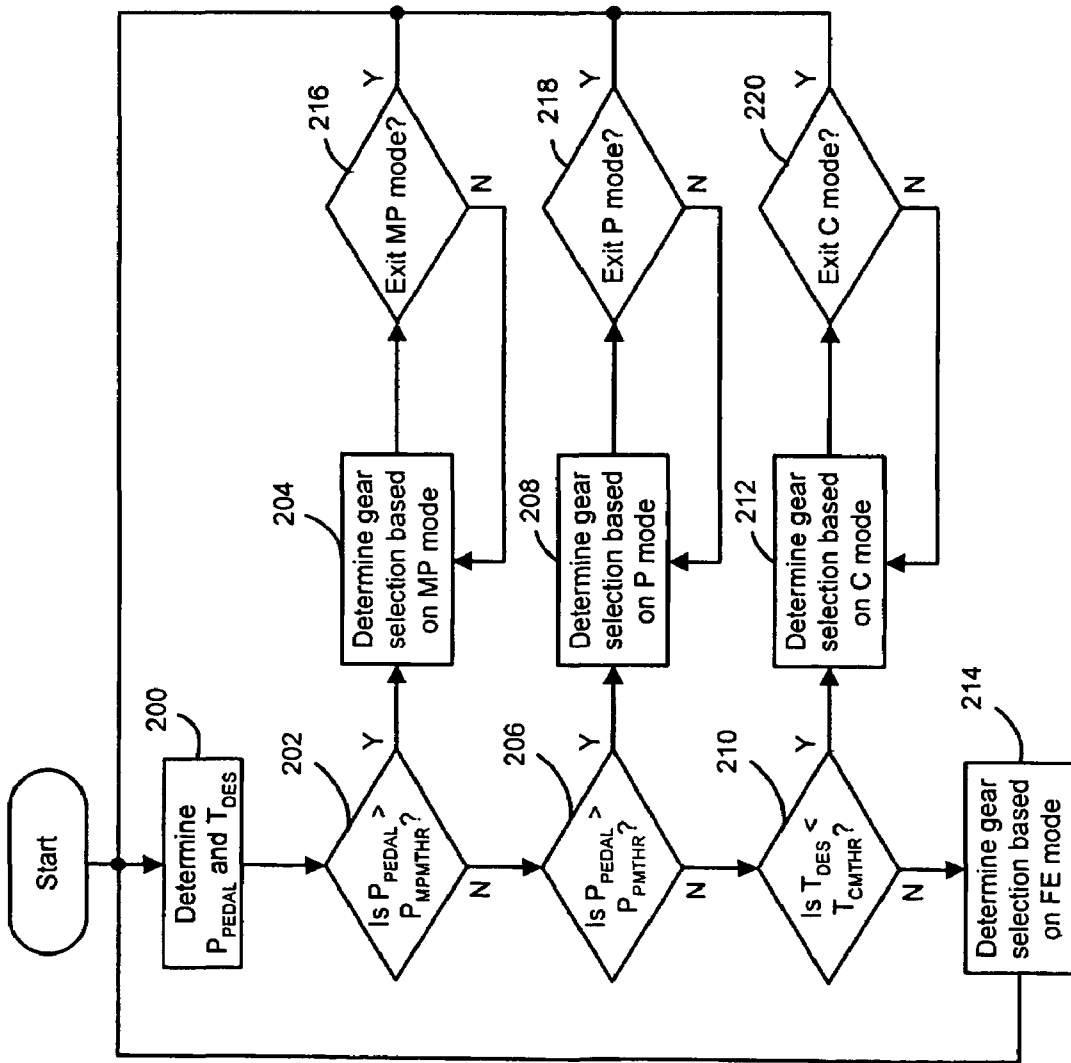 Start
200
Determine
PPEDAL and TDES
202
Is PPEDAL >
PMPMTHR?
Y
N
204
Determine gear
selection based
on MP mode
216
Exit MP mode?
Y
N
206
Is PPEDAL >
PPMTHR?
Y
N
208
Determine gear
selection based
on P mode
218
Exit P mode?
Y
N
210
Is TDES <
TCMTHR?
Y
N
212
Determine gear
selection based
on C mode
220
Exit C mode?
Y
N
214
Determine gear
selection based
on FE mode